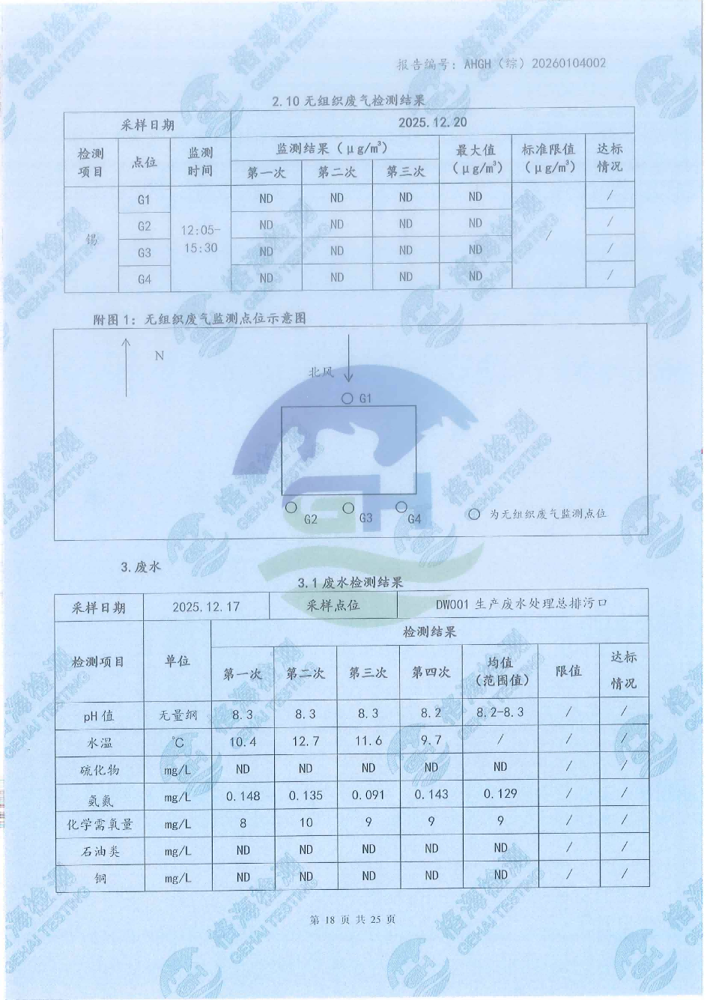 报告编号：AHGH（综）20260104002
2.10 无组织废气检测结果
采样日期 2025.12.20
检测项目 点位 监测时间 监测结果（μg/m³） 最大值（μg/m³） 标准限值（μg/m³） 达标情况
第一次 第二次 第三次
锡 12:05-15:30 /
G1 ND ND ND ND /
G2 ND ND ND ND /
G3 ND ND ND ND /
G4 ND ND ND ND /
附图 1：无组织废气监测点位示意图
N
北风
G1
G2 G3 G4
为无组织废气监测点位
3.废水
3.1 废水检测结果
采样日期 2025.12.17 采样点位 DW001 生产废水处理总排污口
检测项目 单位 检测结果
第一次 第二次 第三次 第四次 均值（范围值） 限值 达标情况
pH 值 无量纲 8.3 8.3 8.3 8.2 8.2-8.3 / /
水温 ℃ 10.4 12.7 11.6 9.7 / / /
硫化物 mg/L ND ND ND ND ND / /
氨氮 mg/L 0.148 0.135 0.091 0.143 0.129 / /
化学需氧量 mg/L 8 10 9 9 9 / /
石油类 mg/L ND ND ND ND ND / /
铜 mg/L ND ND ND ND ND / /
第 18 页 共 25 页
格海检测
GEHAI TESTING
GH